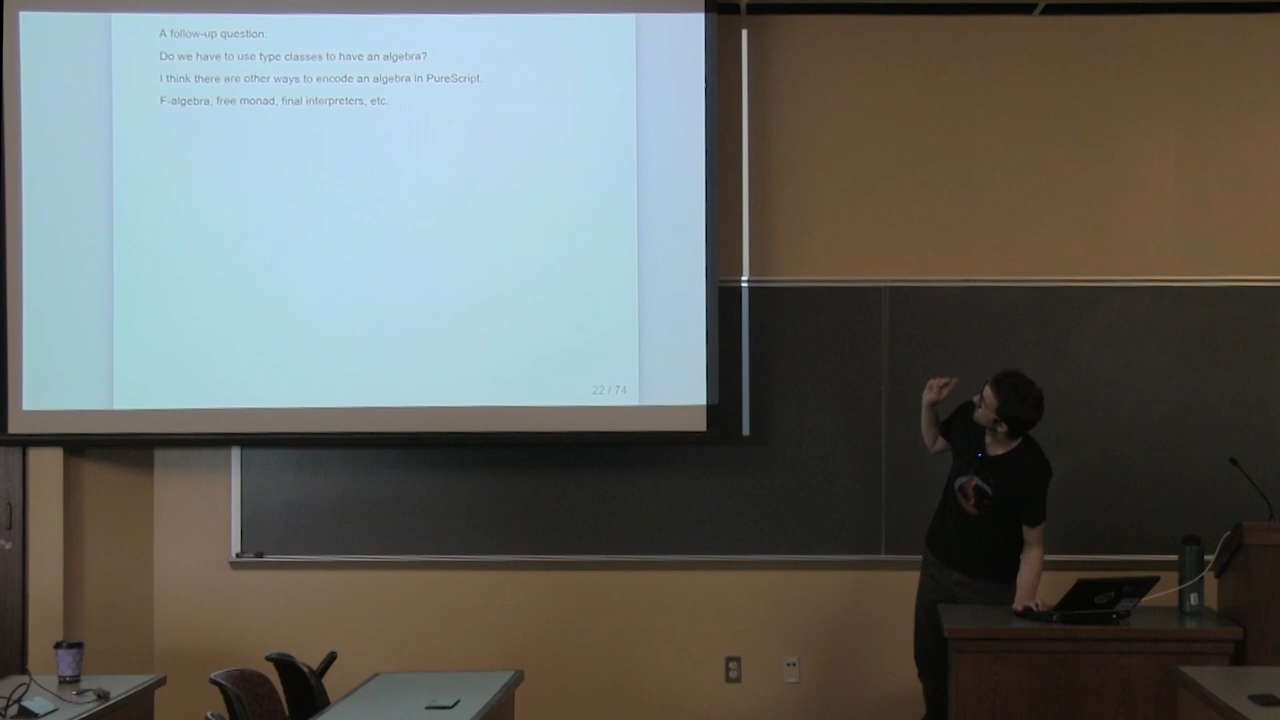 A follow-up question:
Do we have to use type classes to have an algebra?
I think there are other ways to encode an algebra in PureScript.
F-algebra, free monad, final interpreters, etc.
22 / 74